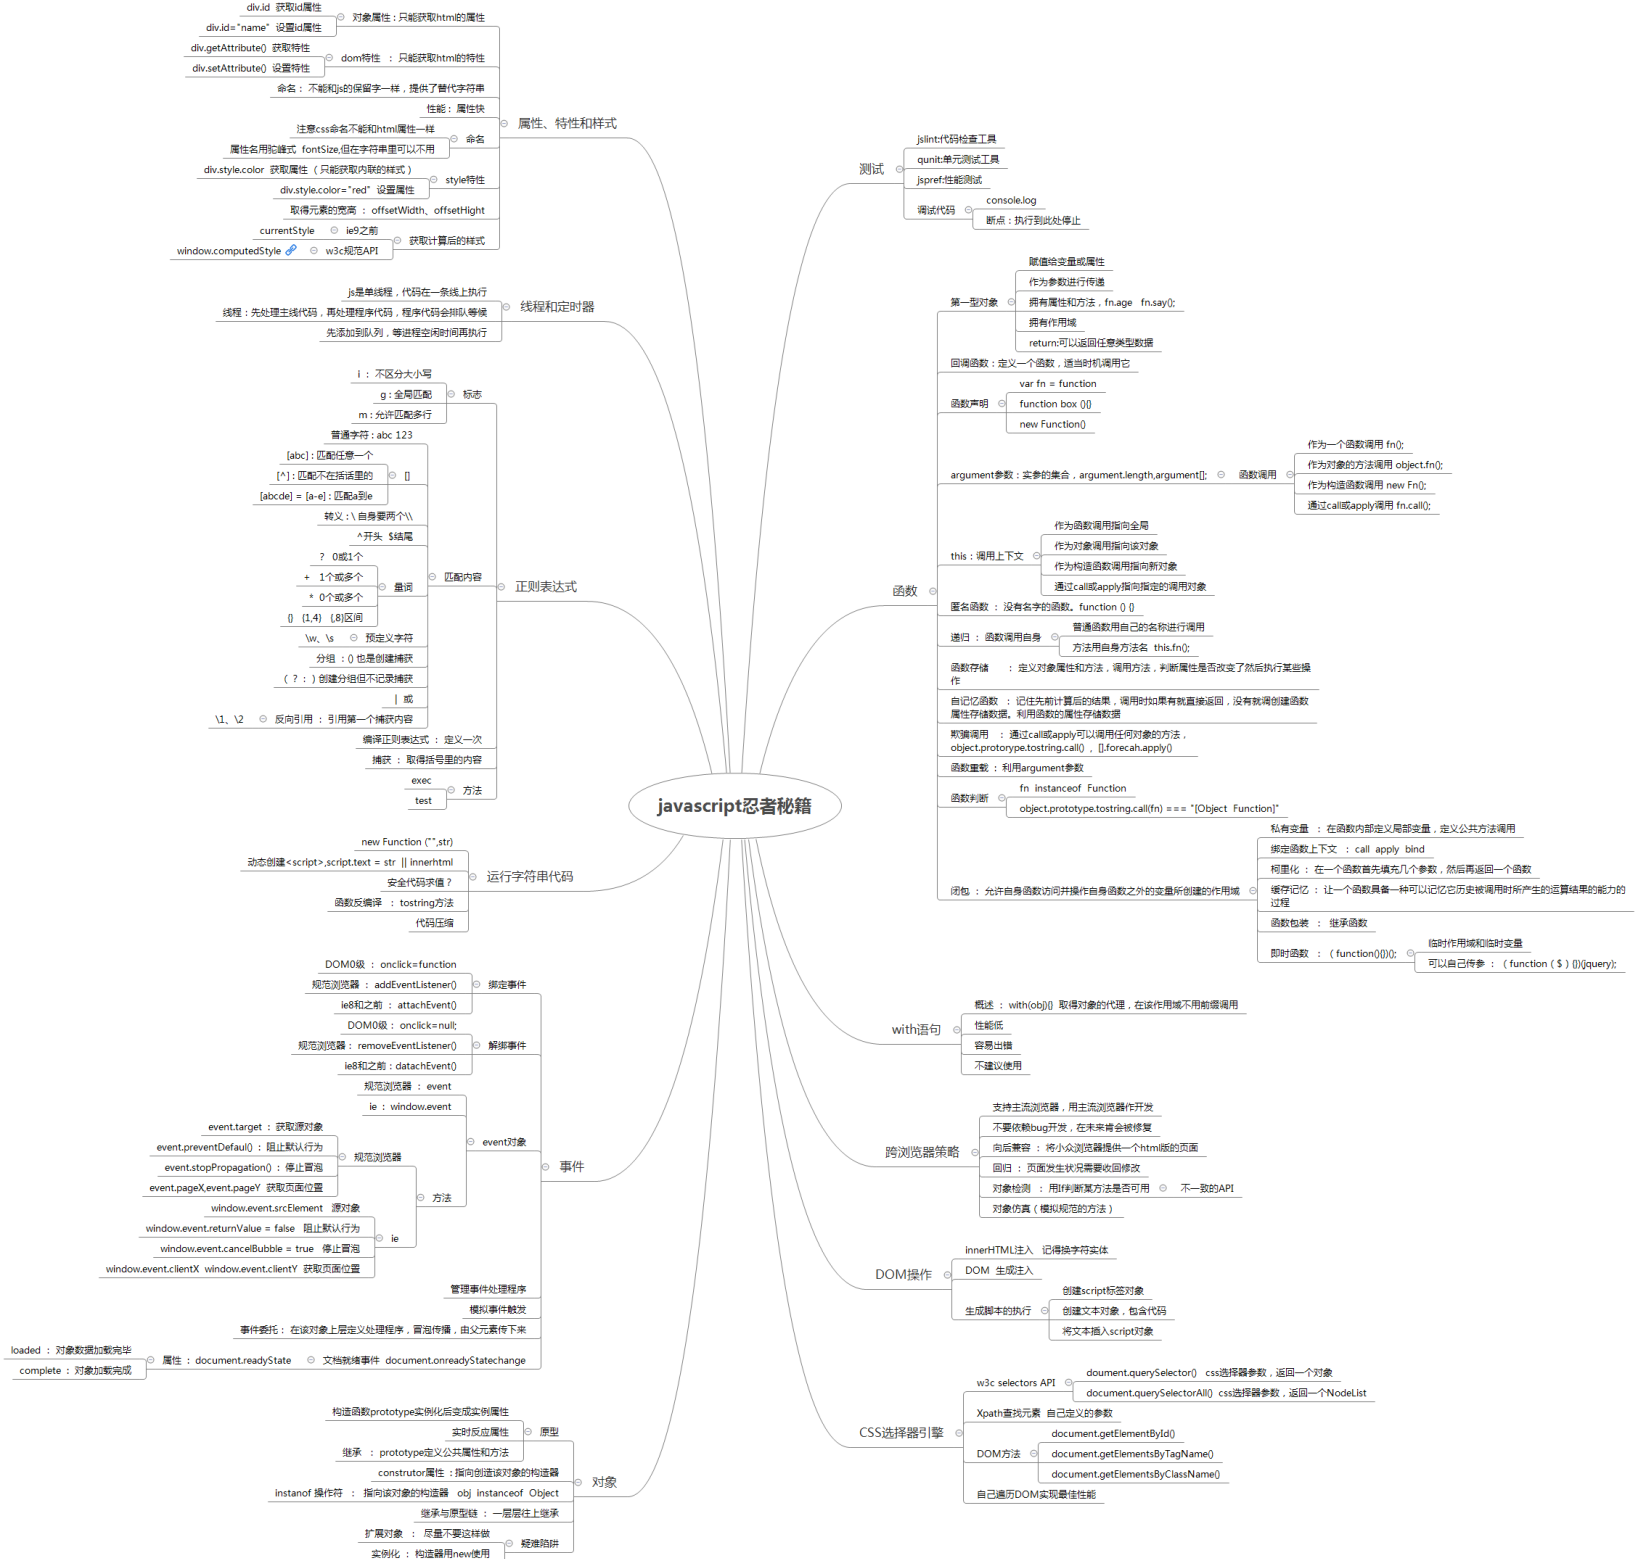 javascript忍者秘籍
属性、特性和样式
对象属性：只能获取html的属性
div.id 获取id属性
div.id="name" 设置id属性
dom特性 ： 只能获取html的特性
div.getAttribute() 获取特性
div.setAttribute() 设置特性
命名： 不能和js的保留字一样，提供了替代字符串
性能： 属性快
命名
注意css命名不能和html属性一样
属性名用驼峰式 fontSize,但在字符串里可以不用
style特性
div.style.color 获取属性（只能获取内联的样式）
div.style.color="red" 设置属性
取得元素的宽高 ： offsetWidth、offsetHight
获取计算后的样式
ie9之前
currentStyle
w3c规范API
window.computedStyle
线程和定时器
js是单线程，代码在一条线上执行
线程：先处理主线代码，再处理程序代码，程序代码会排队等候
先添加到队列，等进程空闲时间再执行
正则表达式
标志
i ： 不区分大小写
g : 全局匹配
m : 允许匹配多行
匹配内容
普通字符 : abc 123
[]
[abc] : 匹配任意一个
[^] : 匹配不在括话里的
[abcde] = [a-e] : 匹配a到e
转义 : \ 自身要两个\\
^开头 $结尾
量词
? 0或1个
+ 1个或多个
* 0个或多个
{} {1,4} {,8}区间
预定义字符
\w、\s
分组 ：() 也是创建捕获
（ ? : ）创建分组但不记录捕获
| 或
反向引用 ： 引用第一个捕获内容
\1、\2
编译正则表达式 ： 定义一次
捕获 ： 取得括号里的内容
方法
exec
test
运行字符串代码
new Function ("",str)
动态创建<script>,script.text = str || innerhtml
安全代码求值？
函数反编译 ： tostring方法
代码压缩
事件
绑定事件
DOM0级 ： onclick=function
规范浏览器 ： addEventListener()
ie8和之前 ： attachEvent()
解绑事件
DOM0级： onclick=null;
规范浏览器： removeEventListener()
ie8和之前：datachEvent()
event对象
规范浏览器 ： event
ie ： window.event
方法
规范浏览器
event.target ： 获取源对象
event.preventDefaul() ： 阻止默认行为
event.stopPropagation() ： 停止冒泡
event.pageX,event.pageY 获取页面位置
ie
window.event.srcElement 源对象
window.event.returnValue = false 阻止默认行为
window.event.cancelBubble = true 停止冒泡
window.event.clientX window.event.clientY 获取页面位置
管理事件处理程序
模拟事件触发
事件委托： 在该对象上层定义处理程序，冒泡传播，由父元素传下来
文档就绪事件 document.onreadyStatechange
属性 ： document.readyState
loaded ： 对象数据加载完毕
complete ： 对象加载完成
对象
原型
构造函数prototype实例化后变成实例属性
实时反应属性
继承 ： prototype定义公共属性和方法
construtor属性 ：指向创造该对象的构造器
instanof 操作符 ： 指向该对象的构造器 obj instanceof Object
继承与原型链 ： 一层层往上继承
疑难陷阱
扩展对象 ： 尽量不要这样做
实例化 ： 构造器用new使用
测试
jslint:代码检查工具
qunit:单元测试工具
jspref:性能测试
调试代码
console.log
断点：执行到此处停止
函数
第一型对象
赋值给变量或属性
作为参数进行传递
拥有属性和方法，fn.age fn.say();
拥有作用域
return:可以返回任意类型数据
回调函数：定义一个函数，适当时机调用它
函数声明
var fn = function
function box (){}
new Function()
argument参数：实参的集合，argument.length,argument[];
函数调用
作为一个函数调用 fn();
作为对象的方法调用 object.fn();
作为构造函数调用 new Fn();
通过call或apply调用 fn.call();
this：调用上下文
作为函数调用指向全局
作为对象调用指向该对象
作为构造函数调用指向新对象
通过call或apply指向指定的调用对象
匿名函数 ： 没有名字的函数。function () {}
递归 ： 函数调用自身
普通函数用自己的名称进行调用
方法用自身方法名 this.fn();
函数存储 ： 定义对象属性和方法，调用方法，判断属性是否改变了然后执行某些操
作
自记忆函数 ： 记住先前计算后的结果，调用时如果有就直接返回，没有就调创建函数
属性存储数据。利用函数的属性存储数据
欺骗调用 ： 通过call或apply可以调用任何对象的方法，
object.protorype.tostring.call() ，[].forecah.apply()
函数重载 ： 利用argument参数
函数判断
fn instanceof Function
object.prototype.tostring.call(fn) === "[Object Function]"
闭包 ： 允许自身函数访问并操作自身函数之外的变量所创建的作用域
私有变量 ： 在函数内部定义局部变量，定义公共方法调用
绑定函数上下文 ： call apply bind
柯里化 ： 在一个函数首先填充几个参数，然后再返回一个函数
缓存记忆 ： 让一个函数具备一种可以记忆它历史被调用时所产生的运算结果的能力的
过程
函数包装 ： 继承函数
即时函数 ：（ function(){})();
临时作用域和临时变量
可以自己传参 ：（ function ( $ ) {})(jquery);
with语句
概述 ： with(obj){} 取得对象的代理，在该作用域不用前缀调用
性能低
容易出错
不建议使用
跨浏览器策略
支持主流浏览器，用主流浏览器作开发
不要依赖bug开发，在未来肯会被修复
向后兼容 ： 将小众浏览器提供一个html版的页面
回归 ： 页面发生状况需要收回修改
对象检测 ： 用If判断某方法是否可用
不一致的API
对象仿真（模拟规范的方法）
DOM操作
innerHTML注入 记得换字符实体
DOM 生成注入
生成脚本的执行
创建script标签对象
创建文本对象，包含代码
将文本插入script对象
CSS选择器引擎
w3c selectors API
doument.querySelector() css选择器参数，返回一个对象
document.querySelectorAll() css选择器参数，返回一个NodeList
Xpath查找元素 自己定义的参数
DOM方法
document.getElementById()
document.getElementsByTagName()
document.getElementsByClassName()
自己遍历DOM实现最佳性能